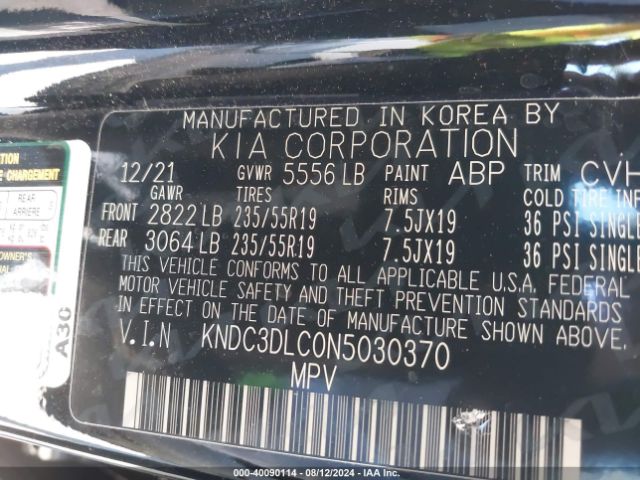 MANUFACTURED IN KOREA BY
KIA CORPORATION
12/21 GVWR 5556 LB PAINT ABP TRIM CVH
GAWR TIRES RIMS COLD TIRE INF
FRONT 2822 LB 235/55R19 7.5JX19 36 PSI SINGLE
REAR 3064 LB 235/55R19 7.5JX19 36 PSI SINGLE
THIS VEHICLE CONFORMS TO ALL APPLICABLE U.S.A. FEDERAL
MOTOR VEHICLE SAFETY AND THEFT PREVENTION STANDARDS
IN EFFECT ON THE DATE OF MANUFACTURE SHOWN ABOVE.
V.I.N KNDC3DLC0N5030370
MPV
REAR
ARRIERE
A30
000-40090114 - 08/12/2024 - IAA Inc.